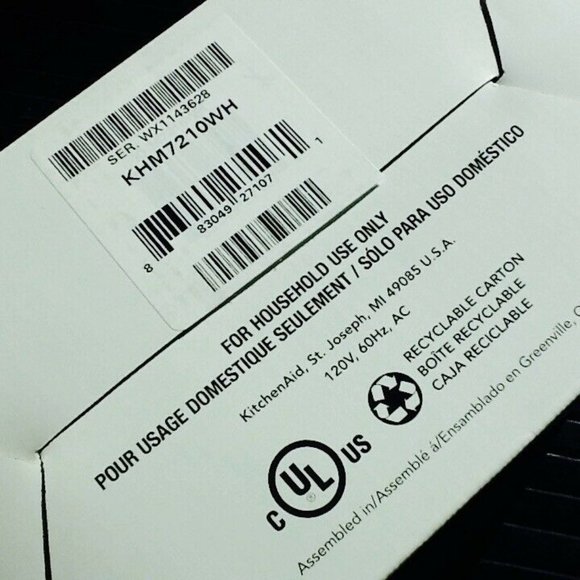 SER. WX1143628
KHM7210WH
8 83049 27107 1
FOR HOUSEHOLD USE ONLY
POUR USAGE DOMESTIQUE SEULEMENT / SÓLO PARA USO DOMÉSTICO
KitchenAid, St. Joseph, MI 49085 U.S.A.
120V, 60Hz, AC
RECYCLABLE CARTON
BOÎTE RECYCLABLE
CAJA RECICLABLE
C UL ® US
Assembled in/Assemblé á/Ensamblado en Greenville,